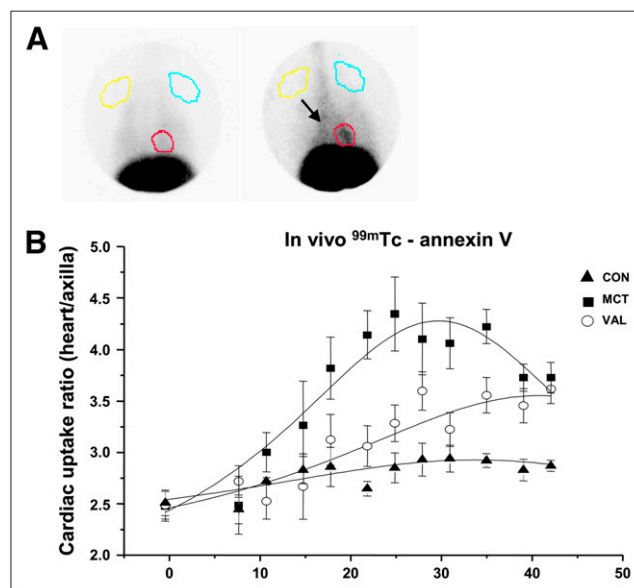 A
B
In vivo 99mTc - annexin V
CON
MCT
VAL
Cardiac uptake ratio (heart/axilla)
5.0
4.5
4.0
3.5
3.0
2.5
2.0
0 10 20 30 40 50